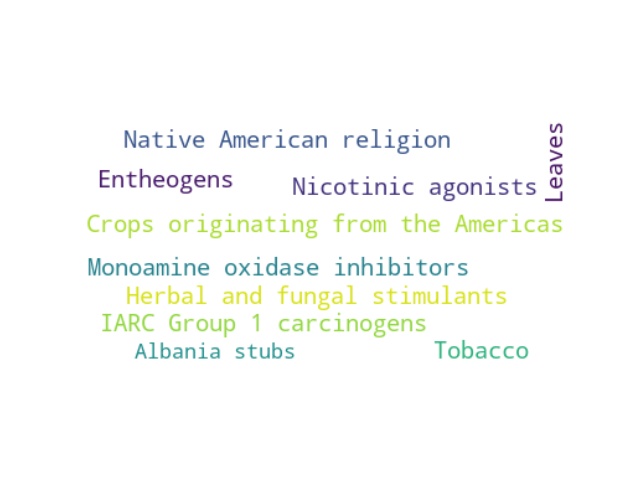 Native American religion
Leaves
Entheogens
Nicotinic agonists
Crops originating from the Americas
Monoamine oxidase inhibitors
Herbal and fungal stimulants
IARC Group 1 carcinogens
Albania stubs
Tobacco